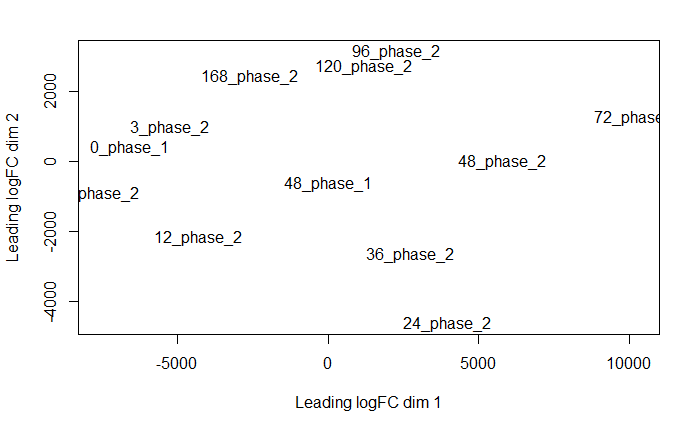 96_phase_2
120_phase_2
168_phase_2
72_phase
3_phase_2
0_phase_1
48_phase_2
48_phase_1
phase_2
12_phase_2
36_phase_2
24_phase_2
2000
0
-2000
-4000
Leading logFC dim 2
-5000 0 5000 10000
Leading logFC dim 1